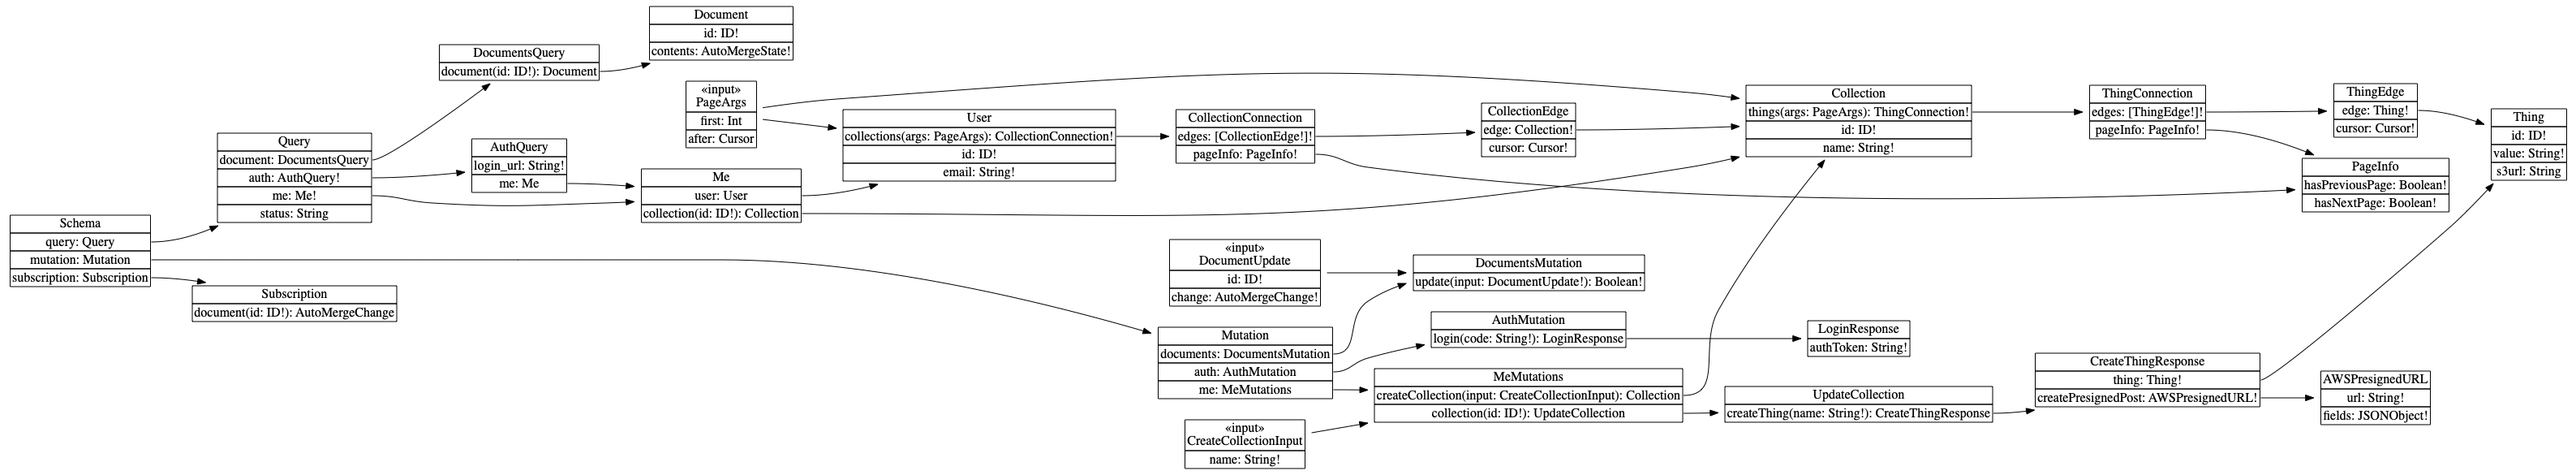 Document
id: ID!
contents: AutoMergeState!
DocumentsQuery
document(id: ID!): Document
«input»
PageArgs
first: Int
after: Cursor
Query
document: DocumentsQuery
auth: AuthQuery!
me: Me!
status: String
AuthQuery
login_url: String!
me: Me
Me
user: User
collection(id: ID!): Collection
User
collections(args: PageArgs): CollectionConnection!
id: ID!
email: String!
CollectionConnection
edges: [CollectionEdge!]!
pageInfo: PageInfo!
CollectionEdge
edge: Collection!
cursor: Cursor!
Collection
things(args: PageArgs): ThingConnection!
id: ID!
name: String!
ThingConnection
edges: [ThingEdge!]!
pageInfo: PageInfo!
ThingEdge
edge: Thing!
cursor: Cursor!
Thing
id: ID!
value: String!
s3url: String
PageInfo
hasPreviousPage: Boolean!
hasNextPage: Boolean!
Schema
query: Query
mutation: Mutation
subscription: Subscription
Subscription
document(id: ID!): AutoMergeChange
«input»
DocumentUpdate
id: ID!
change: AutoMergeChange!
DocumentsMutation
update(input: DocumentUpdate!): Boolean!
Mutation
documents: DocumentsMutation
auth: AuthMutation
me: MeMutations
AuthMutation
login(code: String!): LoginResponse
LoginResponse
authToken: String!
MeMutations
createCollection(input: CreateCollectionInput): Collection
collection(id: ID!): UpdateCollection
«input»
CreateCollectionInput
name: String!
UpdateCollection
createThing(name: String!): CreateThingResponse
CreateThingResponse
thing: Thing!
createPresignedPost: AWSPresignedURL!
AWSPresignedURL
url: String!
fields: JSONObject!